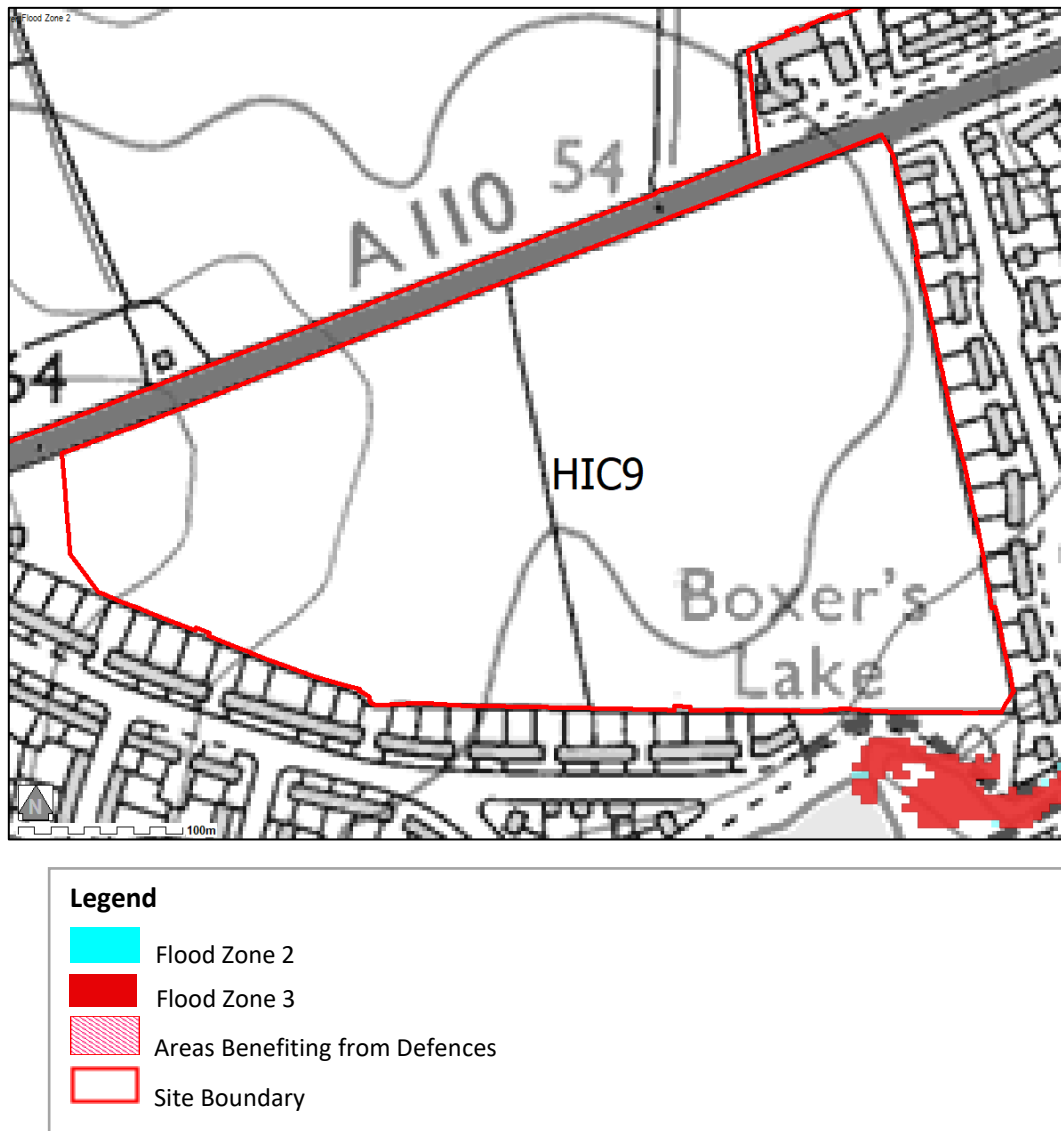 Flood Zone 2
A110
54
54
HIC9
Boxer's
Lake
N
100m
Legend
Flood Zone 2
Flood Zone 3
Areas Benefiting from Defences
Site Boundary